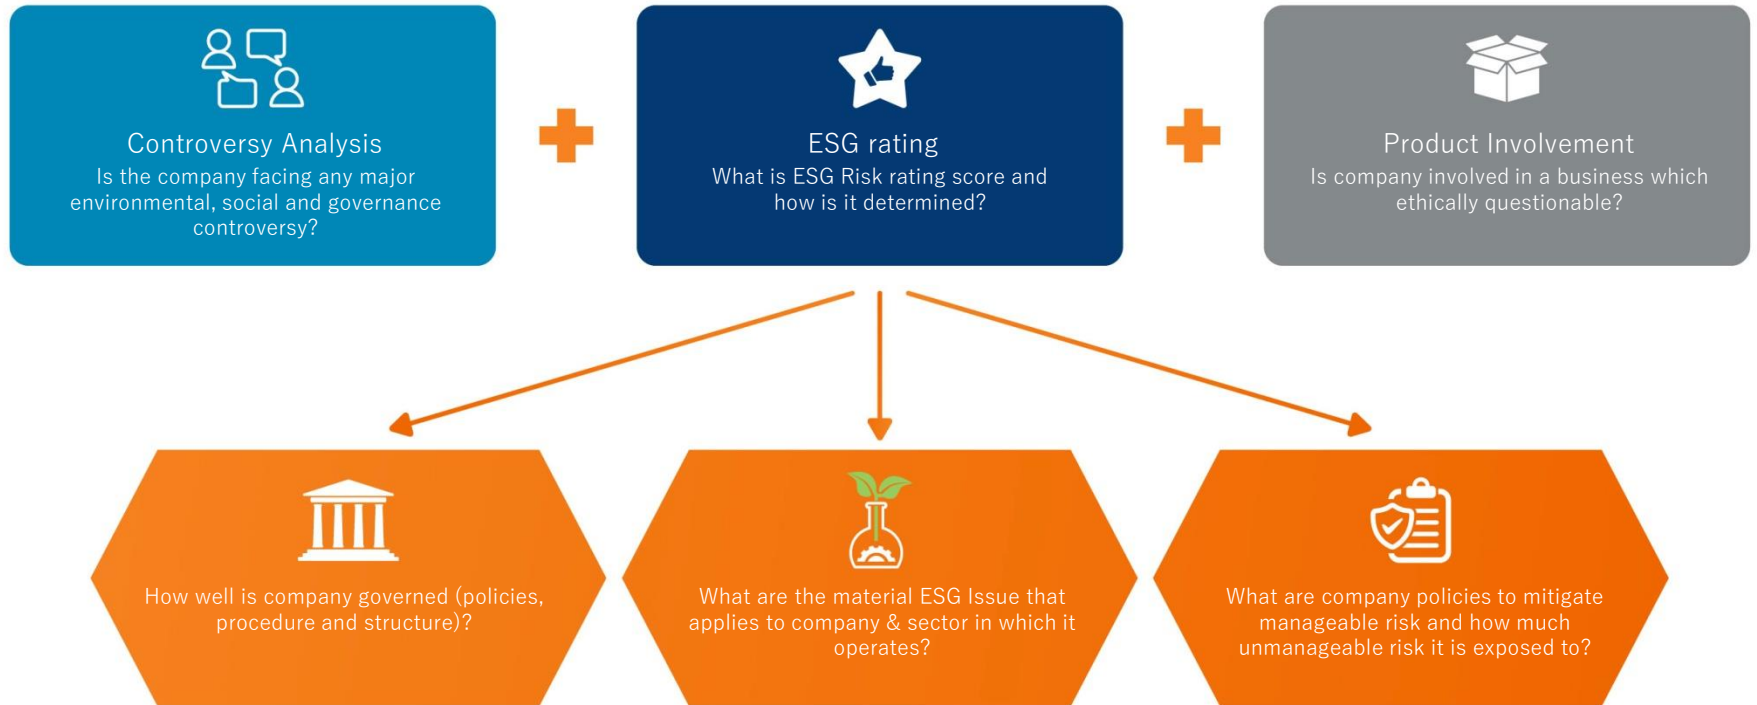 Controversy Analysis
Is the company facing any major
environmental, social and governance
controversy?
ESG rating
What is ESG Risk rating score and
how is it determined?
Product Involvement
Is company involved in a business which
ethically questionable?
How well is company governed (policies,
procedure and structure)?
What are the material ESG Issue that
applies to company & sector in which it
operates?
What are company policies to mitigate
manageable risk and how much
unmanageable risk it is exposed to?